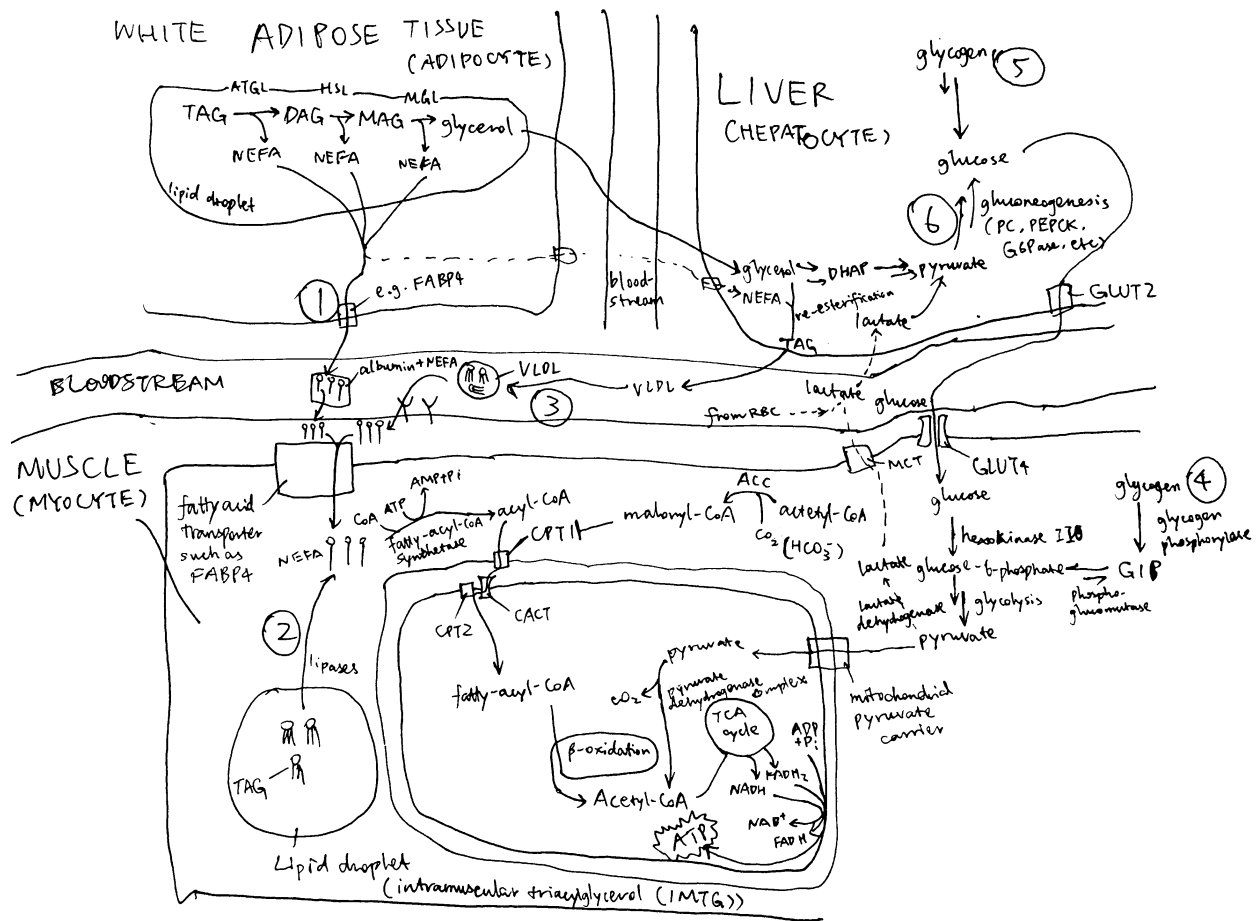 WHITE ADIPOSE TISSUE
(ADIPOCYTE)
ATGL HSL MGL
TAG DAG MAG glycerol
NEFA NEFA NEFA
lipid droplet
1
e.g. FABP4
blood-
stream
LIVER
(HEPATOCYTE)
glycogen 5
glucose
6
gluconeogenesis
(PC, PEPCK,
G6Pase, etc)
glycerol DHAP pyruvate
NEFA
re-esterification
lactate
TAG
GLUT2
BLOODSTREAM
albumin+NEFA
VLDL
3
VLDL
lactate
from RBC
glucose
MCT
GLUT4
MUSCLE
(MYOCYTE)
fatty acid
transporter
such as
FABP4
NEFA
CoA ATP AMP+Pi
fatty-acyl-CoA
synthetase
acyl-CoA
CPT1
malonyl-CoA
ACC
actetyl-CoA
CO2 (HCO3-)
glucose
hexokinase II
glycogen 4
glycogen
phosphorylase
G1P
phospho-
glucomutase
glucose-6-phosphate
lactate
lactate
dehydrogenase
glycolysis
pyruvate
CPT2
CACT
2
lipases
fatty-acyl-CoA
β-oxidation
Acetyl-CoA
pyruvate
CO2
pyruvate
dehydrogenase
complex
TCA
cycle
NADH
FADH2
ADP
+Pi
NAD+
FADH
ATP
mitochondrial
pyruvate
carrier
TAG
Lipid droplet
(intramuscular triacylglycerol (IMTG))